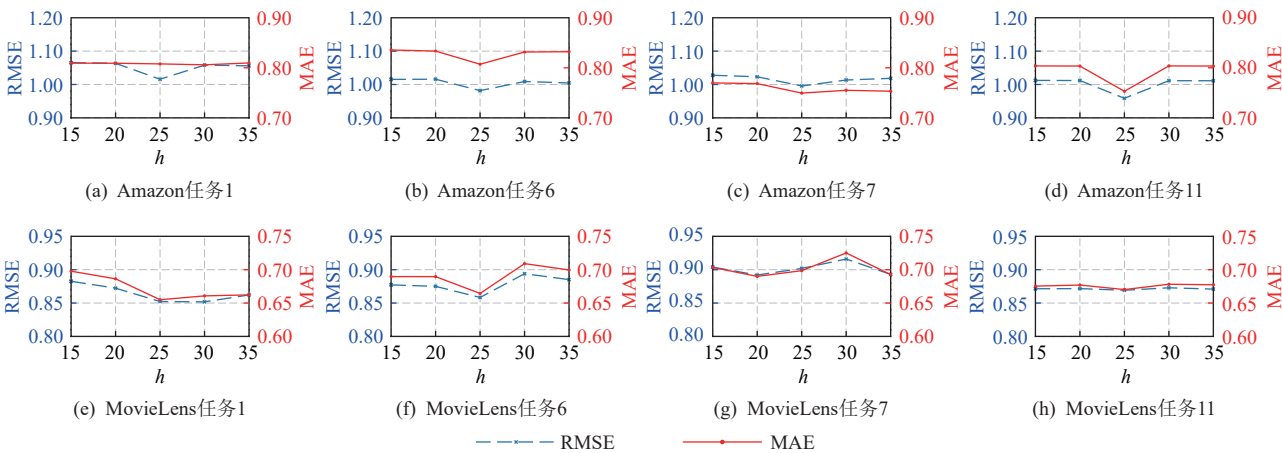 1.20 0.90 1.20 0.90 1.20 0.90 1.20 0.90
1.10 1.10 1.10 1.10
RMSE 0.80 MAE RMSE 0.80 MAE RMSE 0.80 MAE RMSE 0.80 MAE
1.00 1.00 1.00 1.00
0.90 0.70 0.90 0.70 0.90 0.70 0.90 0.70
15 20 25 30 35 15 20 25 30 35 15 20 25 30 35 15 20 25 30 35
h h h h
(a) Amazon任务1 (b) Amazon任务6 (c) Amazon任务7 (d) Amazon任务11
0.95 0.75 0.95 0.75 0.95 0.75 0.95 0.75
RMSE 0.90 0.70 MAE RMSE 0.90 0.70 MAE RMSE 0.90 0.70 MAE RMSE 0.90 0.70 MAE
0.85 0.65 0.85 0.65 0.85 0.65 0.85 0.65
0.80 0.60 0.80 0.60 0.80 0.60 0.80 0.60
15 20 25 30 35 15 20 25 30 35 15 20 25 30 35 15 20 25 30 35
h h h h
(e) MovieLens任务1 (f) MovieLens任务6 (g) MovieLens任务7 (h) MovieLens任务11
RMSE MAE